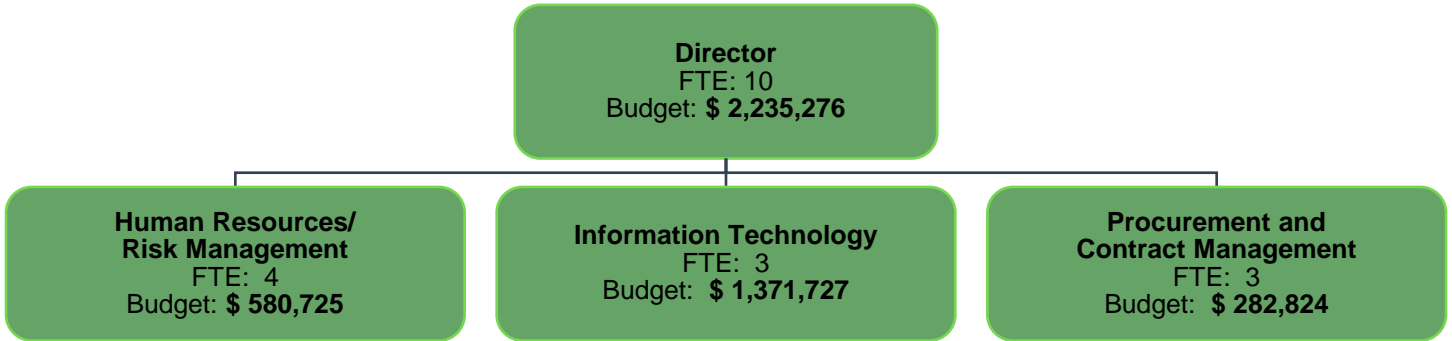 Director
FTE: 10
Budget: $ 2,235,276
Human Resources/
Risk Management
FTE: 4
Budget: $ 580,725
Information Technology
FTE: 3
Budget: $ 1,371,727
Procurement and
Contract Management
FTE: 3
Budget: $ 282,824